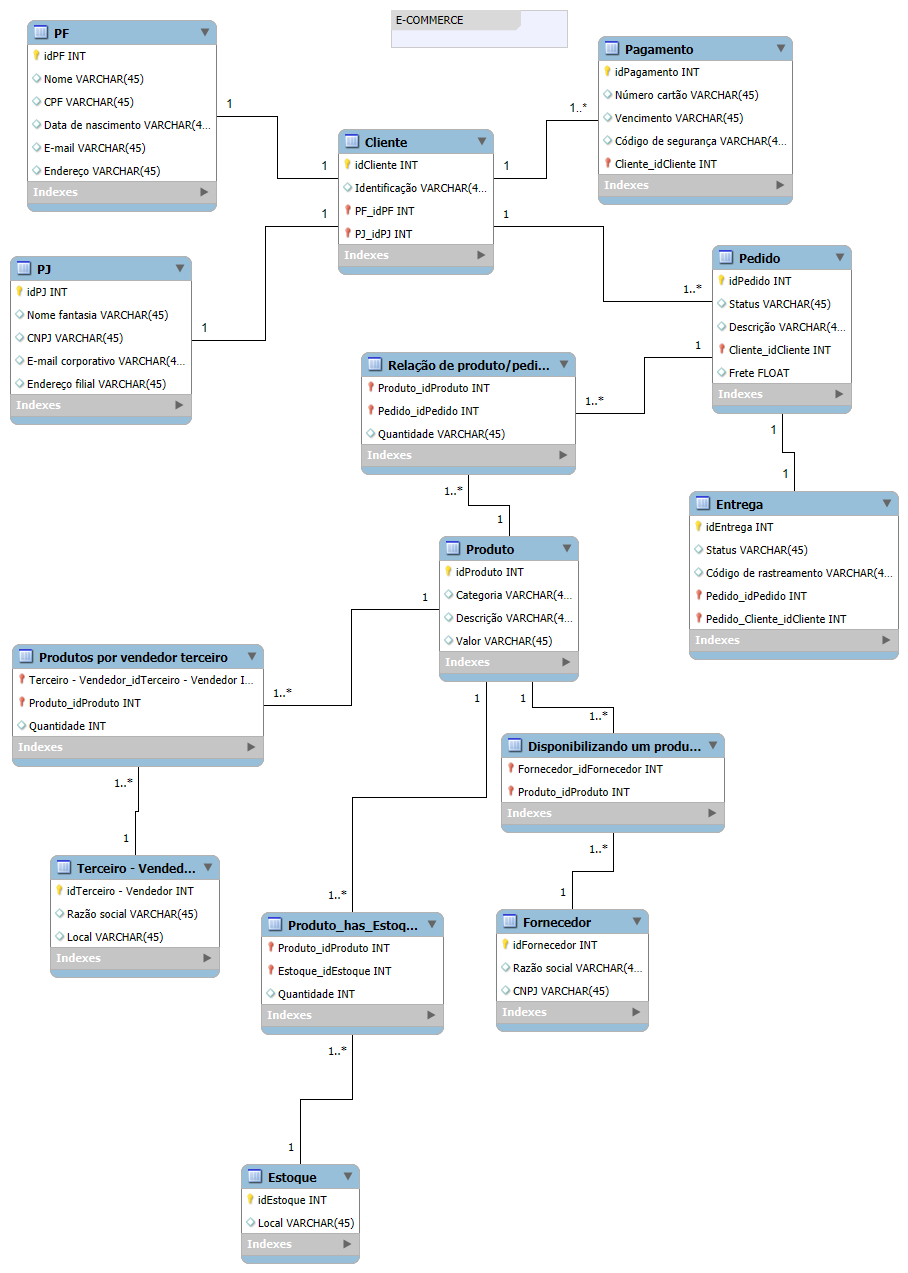 E-COMMERCE
PF
idPF INT
Nome VARCHAR(45)
CPF VARCHAR(45)
Data de nascimento VARCHAR(4...
E-mail VARCHAR(45)
Endereço VARCHAR(45)
Indexes
1
1
Cliente
idCliente INT
Identificação VARCHAR(4...
PF_idPF INT
PJ_idPJ INT
Indexes
1
1..*
Pagamento
idPagamento INT
Número cartão VARCHAR(45)
Vencimento VARCHAR(45)
Código de segurança VARCHAR(4...
Cliente_idCliente INT
Indexes
PJ
idPJ INT
Nome fantasia VARCHAR(45)
CNPJ VARCHAR(45)
E-mail corporativo VARCHAR(4...
Endereço filial VARCHAR(45)
Indexes
1
1
1
1..*
Pedido
idPedido INT
Status VARCHAR(45)
Descrição VARCHAR(4...
Cliente_idCliente INT
Frete FLOAT
Indexes
1
1..*
Relação de produto/pedi...
Produto_idProduto INT
Pedido_idPedido INT
Quantidade VARCHAR(45)
Indexes
1
1
Entrega
idEntrega INT
Status VARCHAR(45)
Código de rastreamento VARCHAR(4...
Pedido_idPedido INT
Pedido_Cliente_idCliente INT
Indexes
1..*
1
Produto
idProduto INT
Categoria VARCHAR(4...
Descrição VARCHAR(4...
Valor VARCHAR(45)
Indexes
1
1..*
Produtos por vendedor terceiro
Terceiro - Vendedor_idTerceiro - Vendedor I...
Produto_idProduto INT
Quantidade INT
Indexes
1
1
1..*
Disponibilizando um produ...
Fornecedor_idFornecedor INT
Produto_idProduto INT
Indexes
1..*
1
Terceiro - Vended...
idTerceiro - Vendedor INT
Razão social VARCHAR(45)
Local VARCHAR(45)
Indexes
1..*
Produto_has_Estoq...
Produto_idProduto INT
Estoque_idEstoque INT
Quantidade INT
Indexes
1..*
1
Fornecedor
idFornecedor INT
Razão social VARCHAR(4...
CNPJ VARCHAR(45)
Indexes
1..*
1
Estoque
idEstoque INT
Local VARCHAR(45)
Indexes